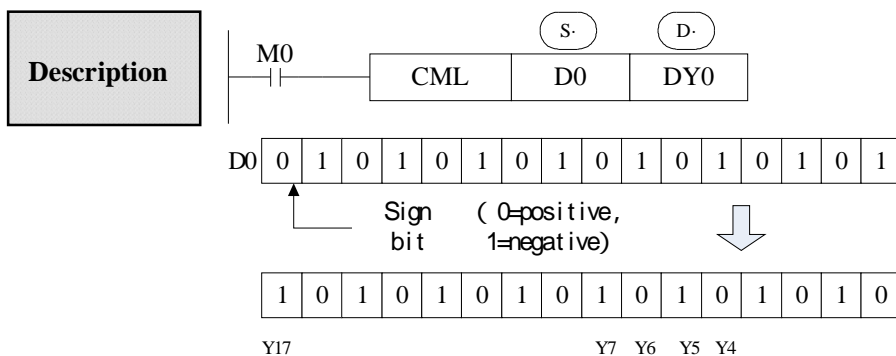 S· D·
M0
Description CML D0 DY0
D0 0 1 0 1 0 1 0 1 0 1 0 1 0 1 0 1
Sign ( 0=positive,
bit 1=negative)
1 0 1 0 1 0 1 0 1 0 1 0 1 0 1 0
Y17 Y7 Y6 Y5 Y4